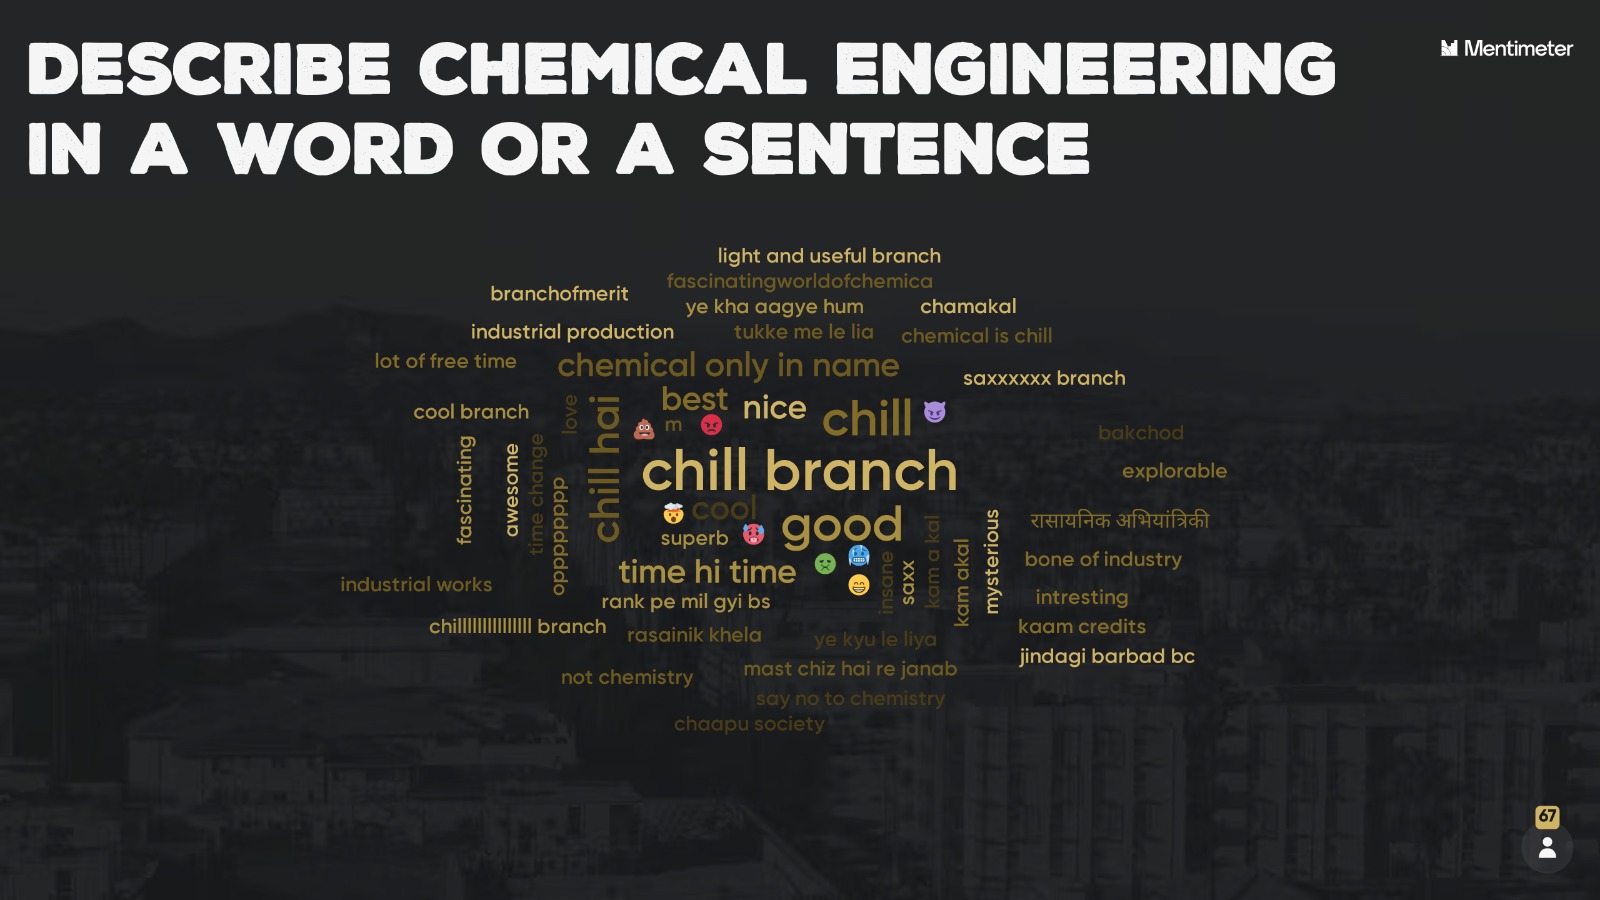 DESCRIBE CHEMICAL ENGINEERING
IN A WORD OR A SENTENCE
Mentimeter
light and useful branch
fascinatingworldofchemica
branchofmerit
ye kha aagye hum
chamakal
industrial production
tukke me le lia
chemical is chill
lot of free time
chemical only in name
saxxxxxx branch
best
nice
chill
cool branch
love
chill hai
m
bakchod
fascinating
awesome
time change
opppppppppp
chill branch
explorable
cool
good
रासायनिक अभियांत्रिकी
superb
mysterious
bone of industry
time hi time
insane
saxx
kam a kal
kam akal
industrial works
rank pe mil gyi bs
intresting
chillllllllllllllll branch
rasainik khela
ye kyu le liya
kaam credits
jindagi barbad bc
not chemistry
mast chiz hai re janab
say no to chemistry
chaapu society
67